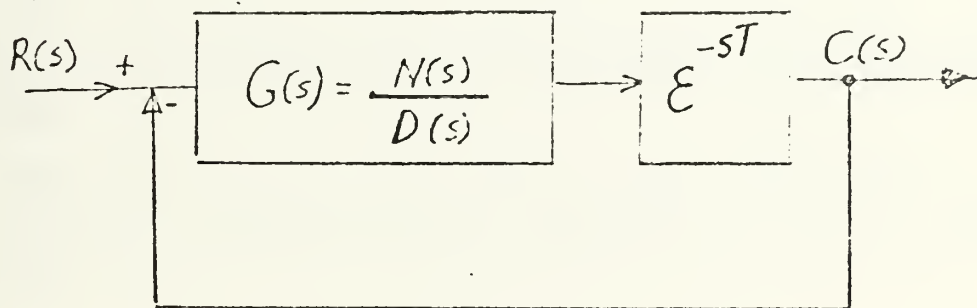 R(s) + - G(s) = N(s) / D(s) ε^-sT C(s)